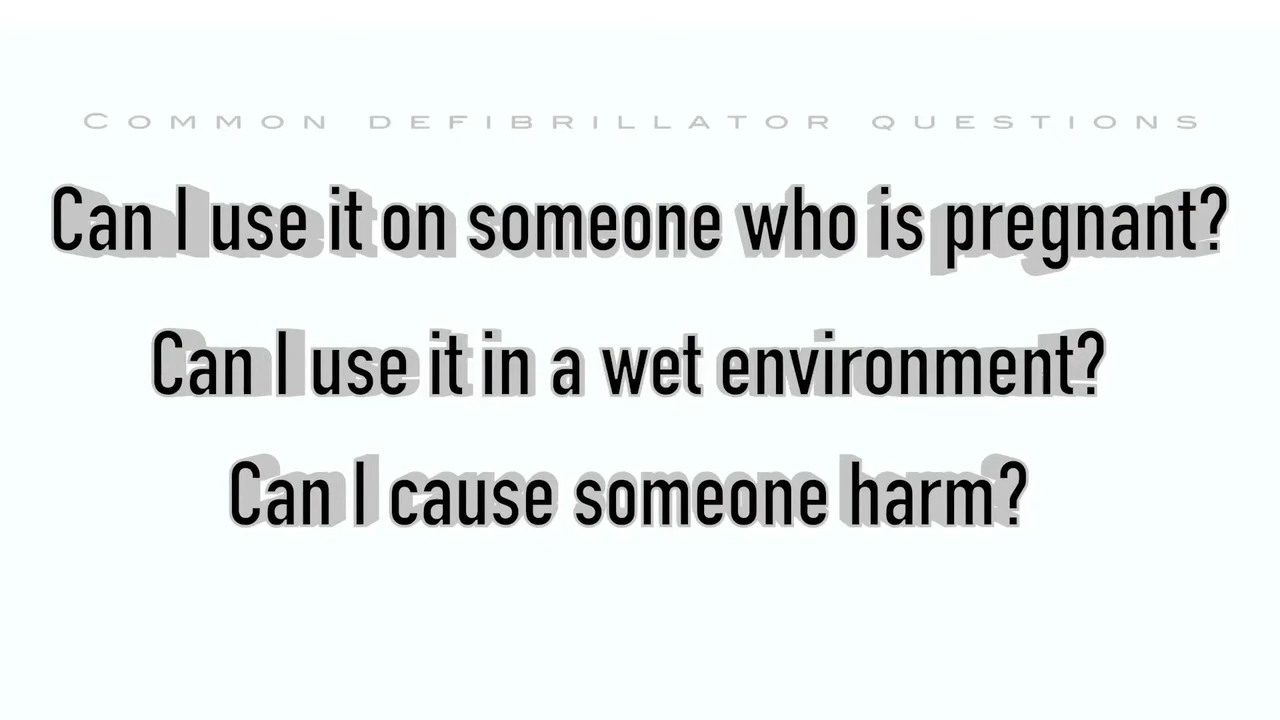 Common defibrillator questions
Can I use it on someone who is pregnant?
Can I use it in a wet environment?
Can I cause someone harm?